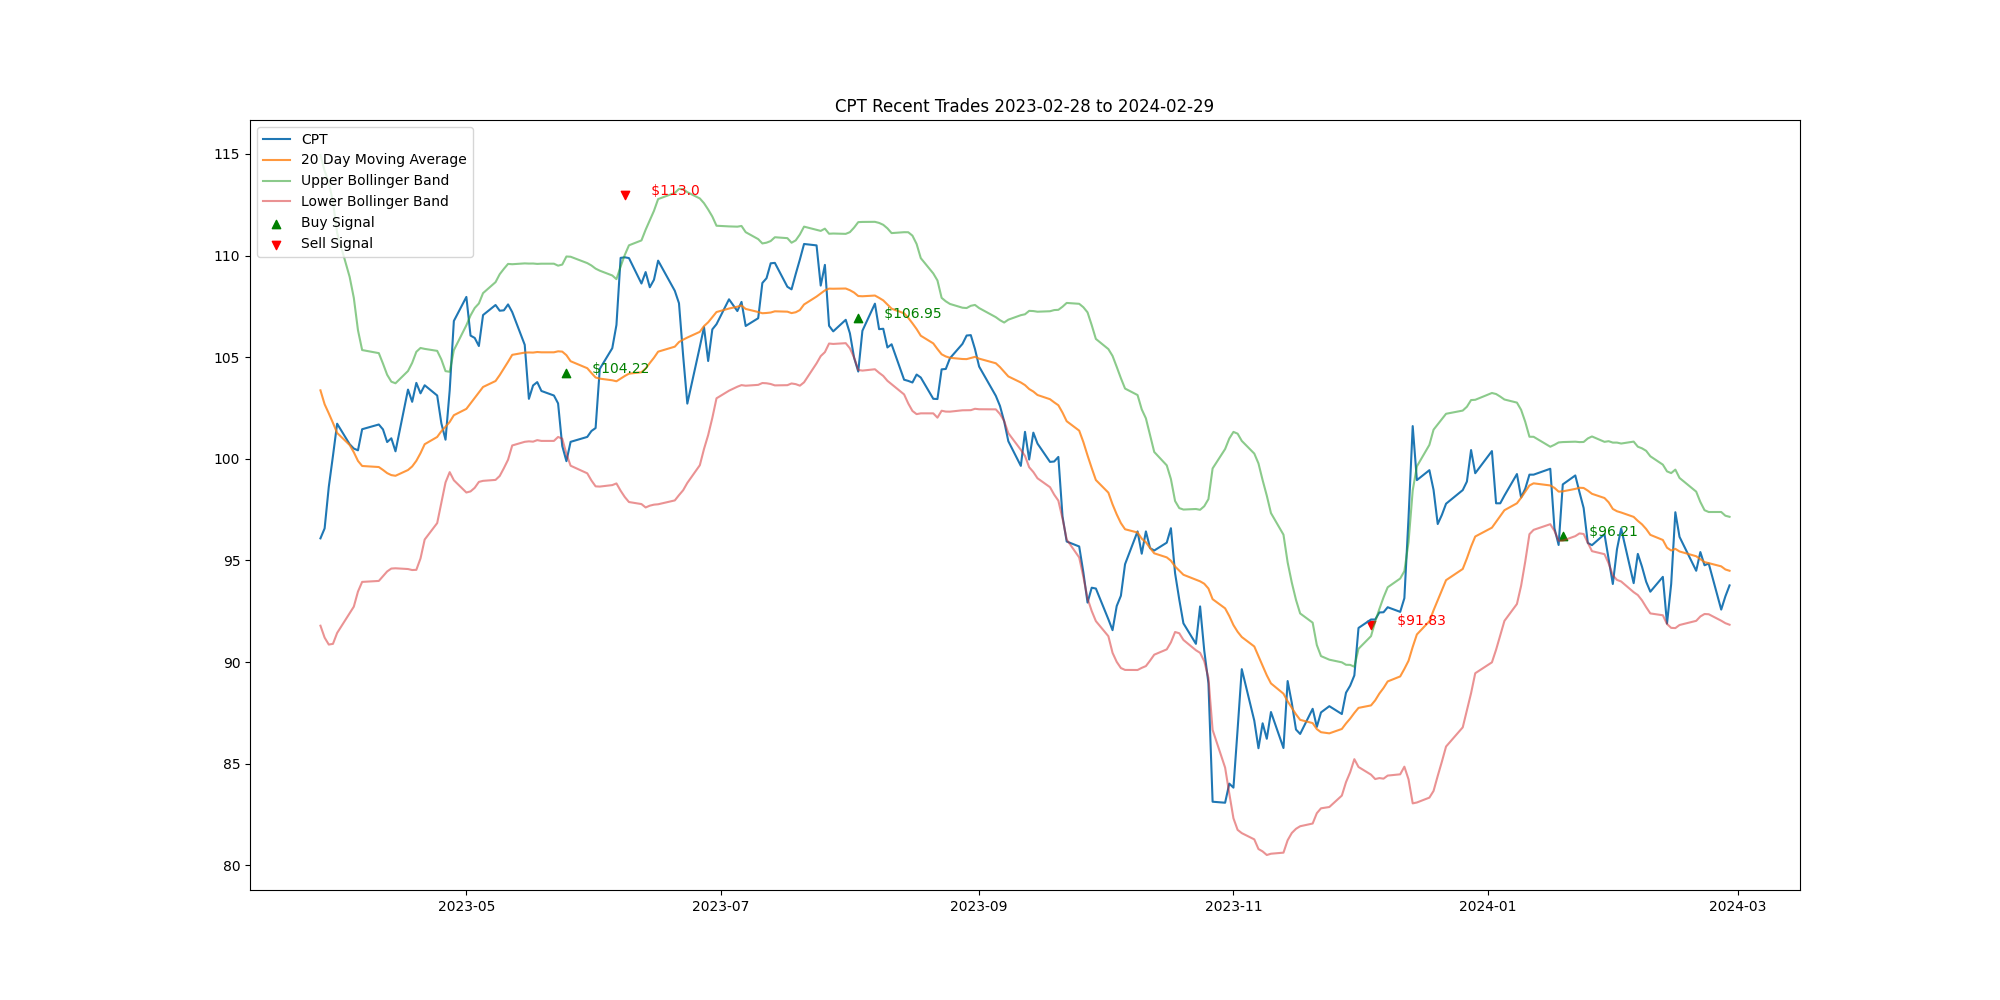 CPT Recent Trades 2023-02-28 to 2024-02-29
CPT
20 Day Moving Average
Upper Bollinger Band
Lower Bollinger Band
Buy Signal
Sell Signal
115
110
105
100
95
90
85
80
$113.0
$106.95
$104.22
$96.21
$91.83
2023-05
2023-07
2023-09
2023-11
2024-01
2024-03